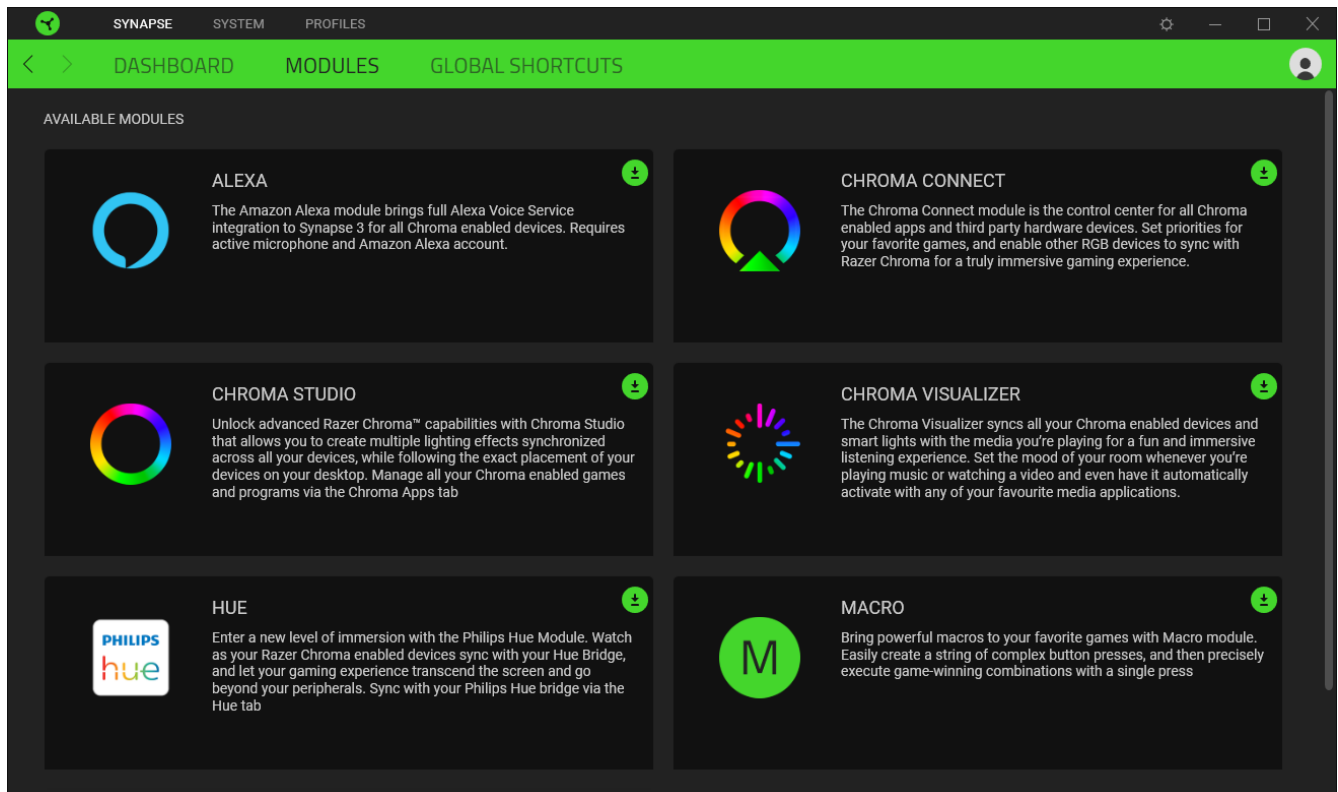 SYNAPSE SYSTEM PROFILES
DASHBOARD MODULES GLOBAL SHORTCUTS
AVAILABLE MODULES
ALEXA
The Amazon Alexa module brings full Alexa Voice Service
integration to Synapse 3 for all Chroma enabled devices. Requires
active microphone and Amazon Alexa account.
CHROMA CONNECT
The Chroma Connect module is the control center for all Chroma
enabled apps and third party hardware devices. Set priorities for
your favorite games, and enable other RGB devices to sync with
Razer Chroma for a truly immersive gaming experience.
CHROMA STUDIO
Unlock advanced Razer Chroma™ capabilities with Chroma Studio
that allows you to create multiple lighting effects synchronized
across all your devices, while following the exact placement of your
devices on your desktop. Manage all your Chroma enabled games
and programs via the Chroma Apps tab
CHROMA VISUALIZER
The Chroma Visualizer syncs all your Chroma enabled devices and
smart lights with the media you're playing for a fun and immersive
listening experience. Set the mood of your room whenever you're
playing music or watching a video and even have it automatically
activate with any of your favourite media applications.
PHILIPS
hue
HUE
Enter a new level of immersion with the Philips Hue Module. Watch
as your Razer Chroma enabled devices sync with your Hue Bridge,
and let your gaming experience transcend the screen and go
beyond your peripherals. Sync with your Philips Hue bridge via the
Hue tab
M
MACRO
Bring powerful macros to your favorite games with Macro module.
Easily create a string of complex button presses, and then precisely
execute game-winning combinations with a single press